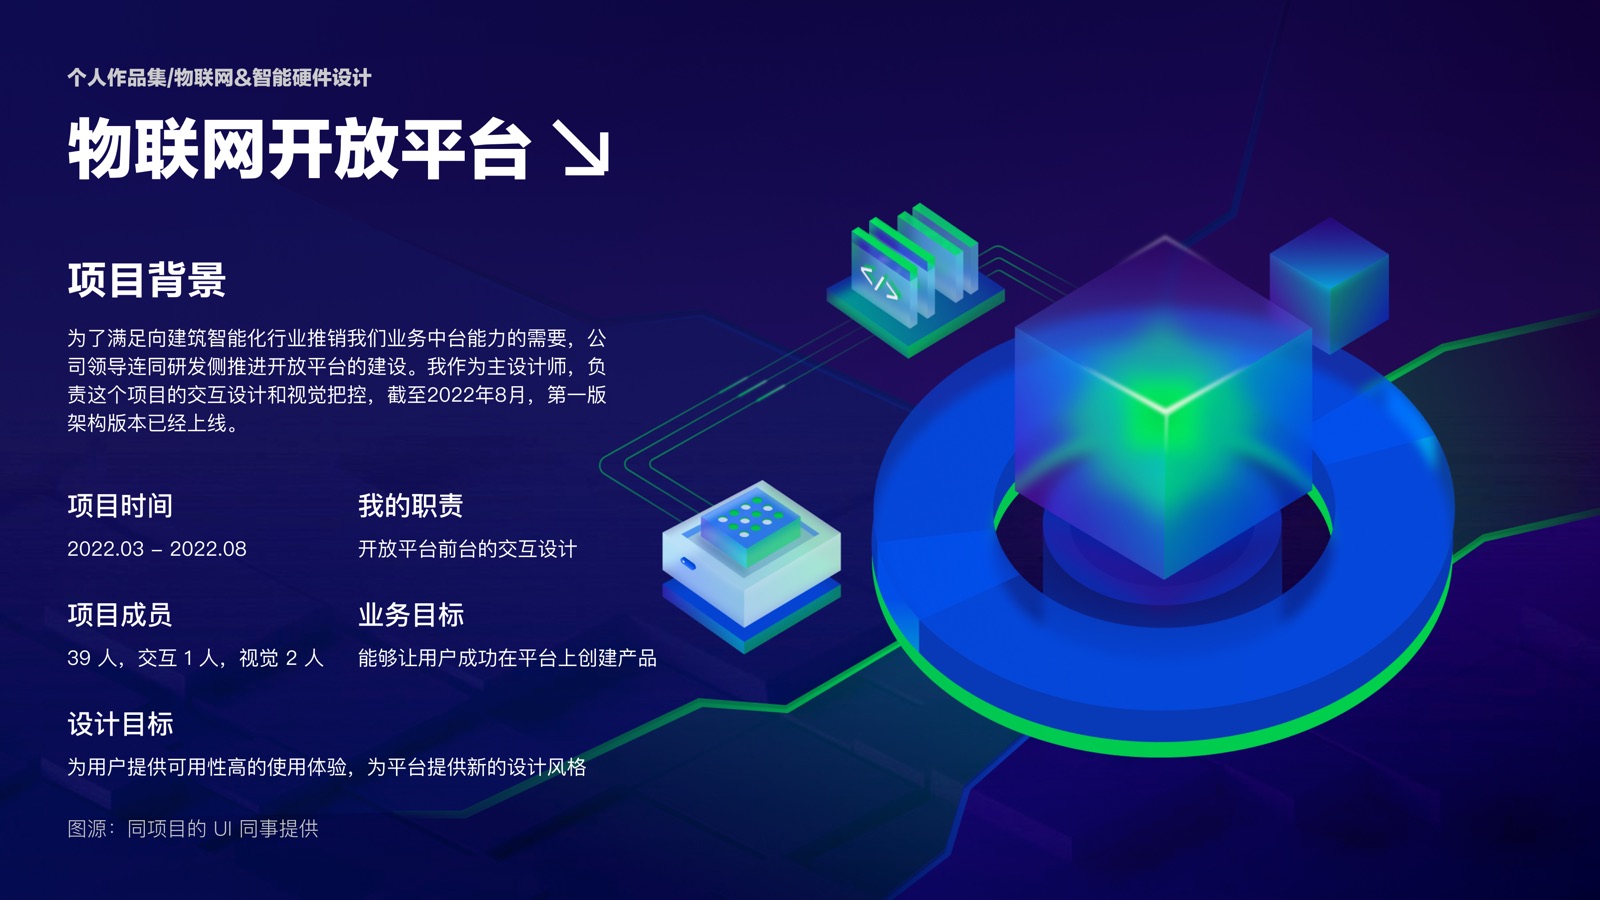 个人作品集/物联网&智能硬件设计
物联网开放平台 ↘
项目背景
为了满足向建筑智能化行业推销我们业务中台能力的需要，公
司领导连同研发侧推进开放平台的建设。我作为主设计师，负
责这个项目的交互设计和视觉把控，截至2022年8月，第一版
架构版本已经上线。
项目时间
2022.03 – 2022.08
我的职责
开放平台前台的交互设计
项目成员
39 人，交互 1 人，视觉 2 人
业务目标
能够让用户成功在平台上创建产品
设计目标
为用户提供可用性高的使用体验，为平台提供新的设计风格
图源：同项目的 UI 同事提供
</>